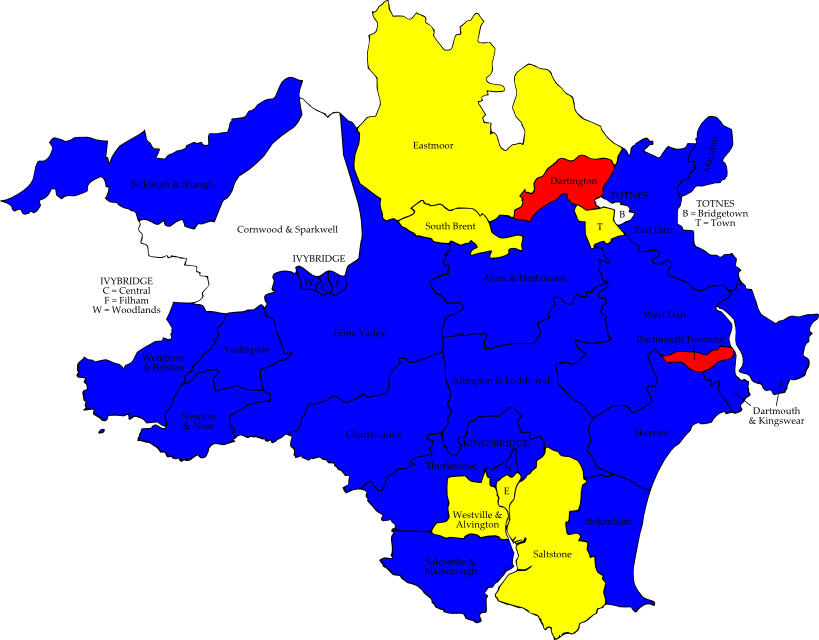 Eastmoor
Marldon
Bickleigh & Shaugh
Dartington
TOTNES
TOTNES
B = Bridgetown
T = Town
B
South Brent
T
East Dart
Cornwood & Sparkwell
IVYBRIDGE
IVYBRIDGE
C = Central
F = Filham
W = Woodlands
W
C
F
Avon & Harbourne
West Dart
Erme Valley
Dartmouth Townstal
Yealmpton
Wembury
& Brixton
Allington & Loddiswell
Dartmouth
& Kingswear
Newton
& Noss
Charterlands
Skerries
KINGSBRIDGE
Thurlestone
E
Westville &
Alvington
Stokenham
Saltstone
Salcombe &
Malborough